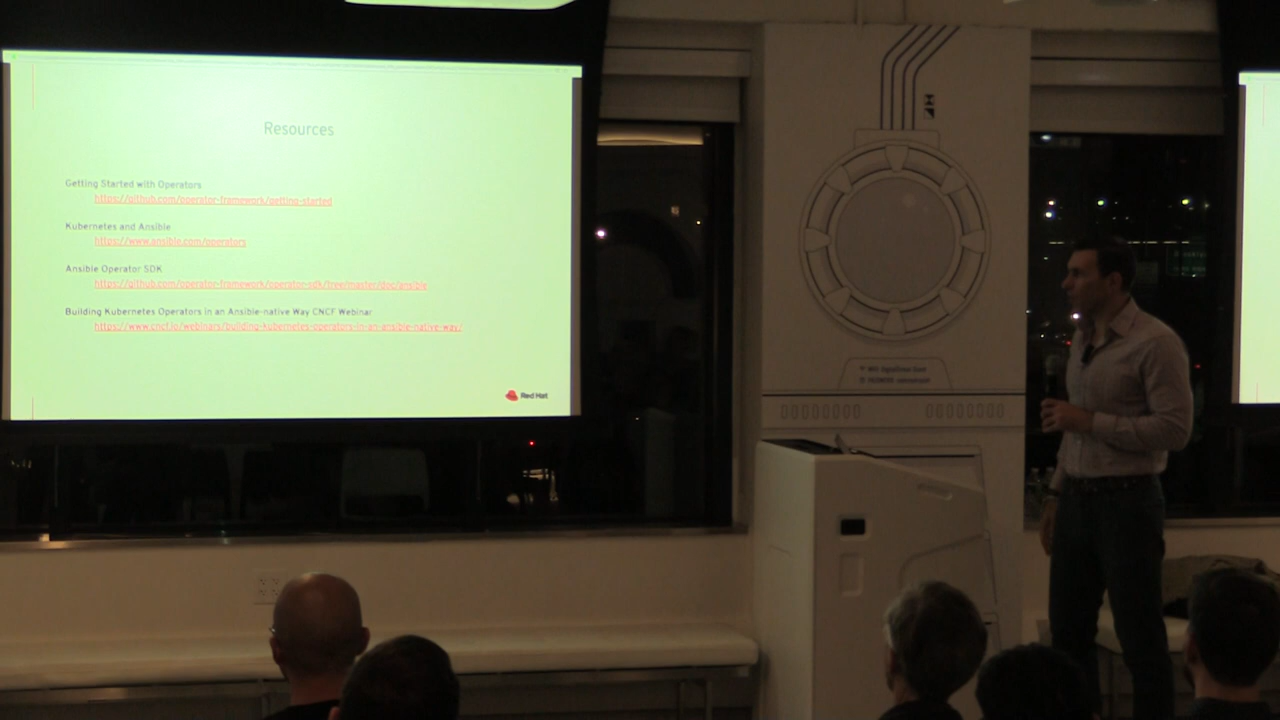 Resources
Getting Started with Operators
https://github.com/operator-framework/getting-started
Kubernetes and Ansible
https://www.ansible.com/operators
Ansible Operator SDK
https://github.com/operator-framework/operator-sdk/tree/master/doc/ansible
Building Kubernetes Operators in an Ansible-native Way CNCF Webinar
https://www.cncf.io/webinars/building-kubernetes-operators-in-an-ansible-native-way/
Red Hat